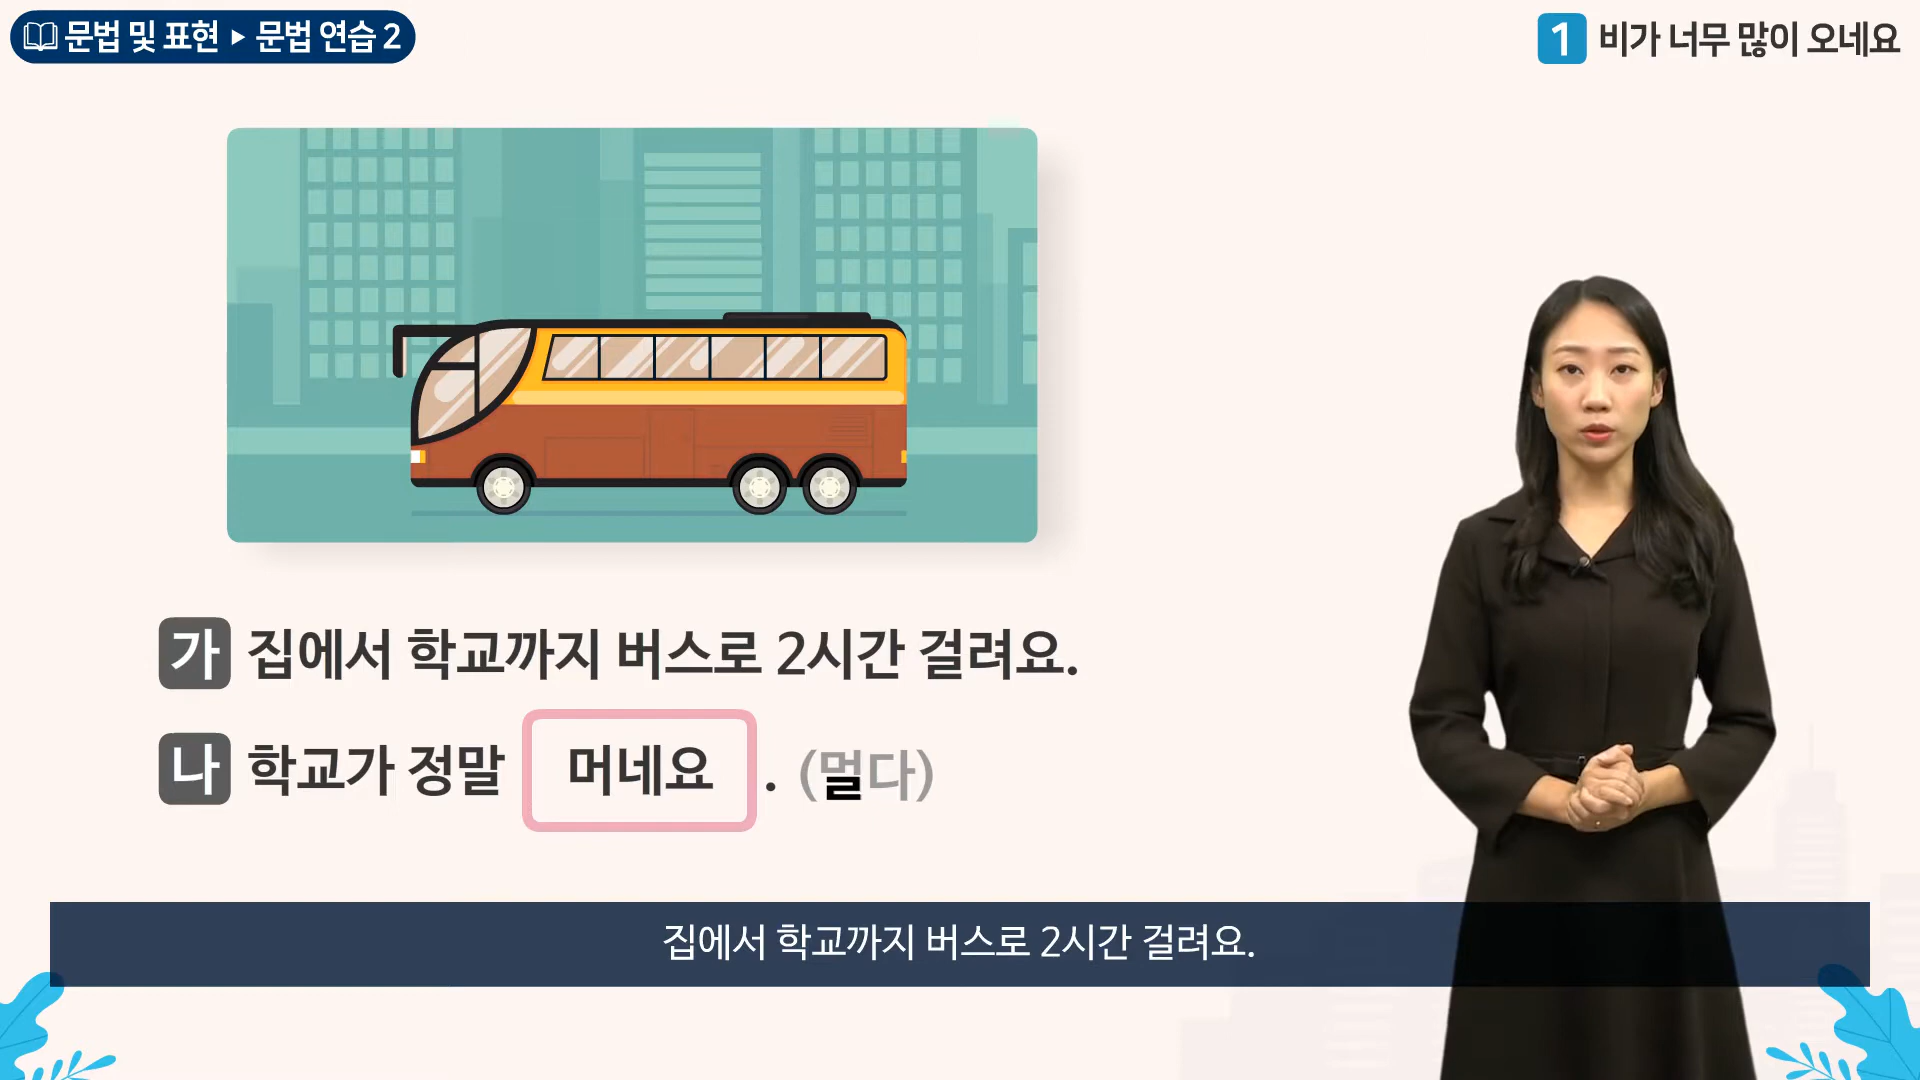 문법 및 표현 ▶ 문법 연습 2
1 비가 너무 많이 오네요
가 집에서 학교까지 버스로 2시간 걸려요.
나 학교가 정말 머네요. (멀다)
집에서 학교까지 버스로 2시간 걸려요.